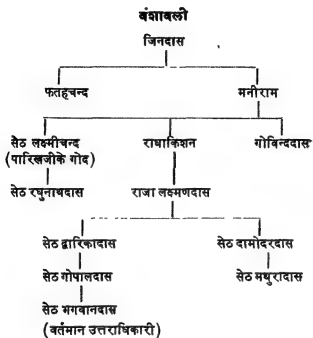 वंशावली
जिनदास
फतहचन्द मनीराम
सेठ लक्ष्मीचन्द राधाकिशन गोविन्ददास
(पारिखजीके गोद)
सेठ रघुनाथदास राजा लक्ष्मणदास
सेठ द्वारिकादास सेठ दामोदरदास
सेठ गोपालदास सेठ मथुरादास
सेठ भगवानदास
(वर्तमान उत्तराधिकारी)